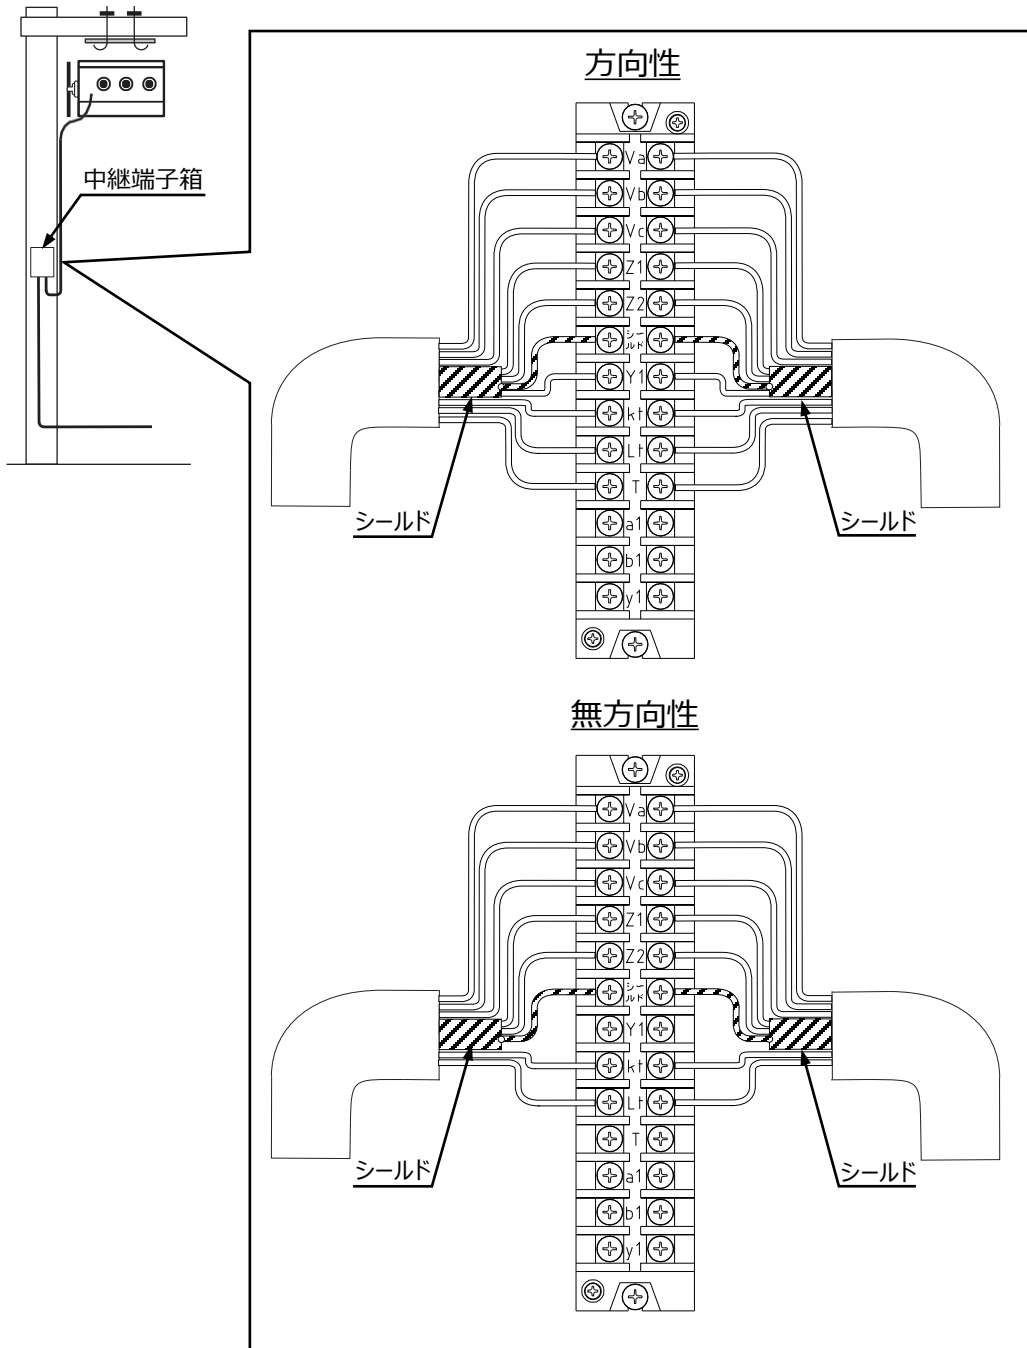 中継端子箱
方向性
Va
Vb
Vc
Z1
Z2
シー
ルド
Y1
kt
Lt
T
a1
b1
y1
シールド
シールド
無方向性
Va
Vb
Vc
Z1
Z2
シー
ルド
Y1
kt
Lt
T
a1
b1
y1
シールド
シールド